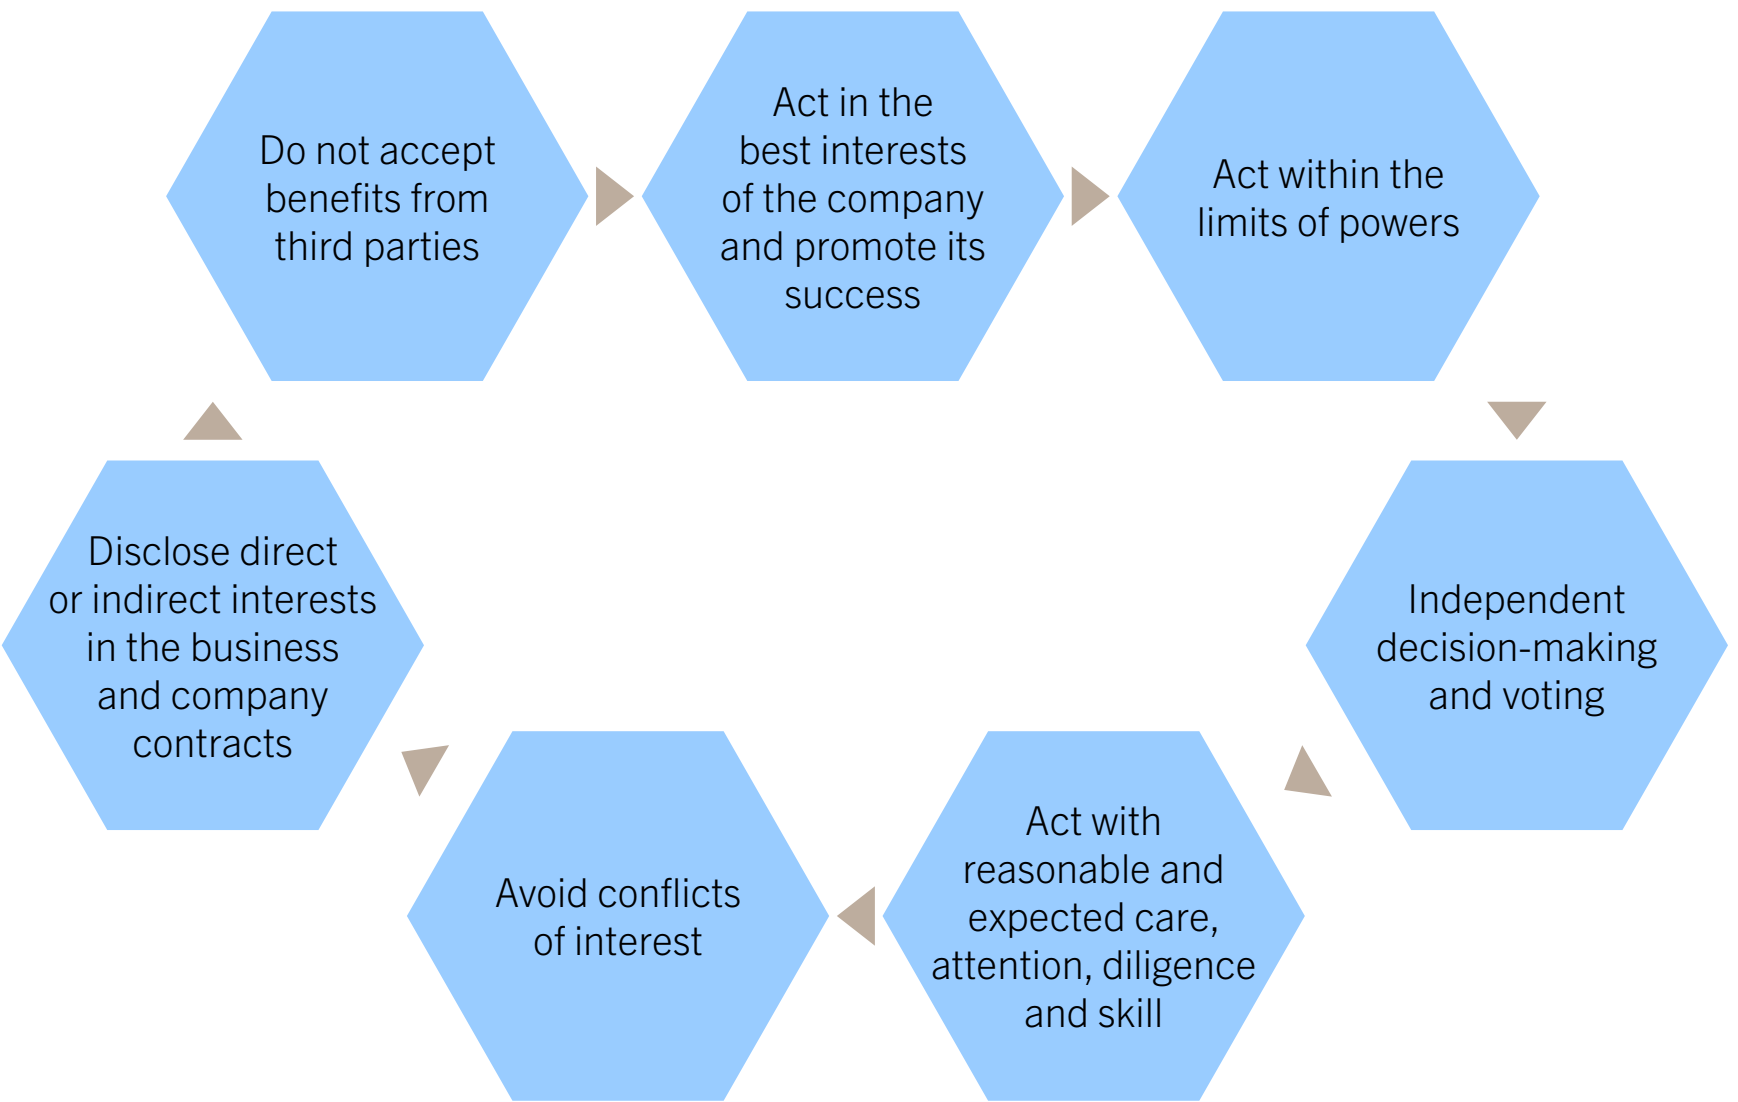 Do not accept
benefits from
third parties
Act in the
best interests
of the company
and promote its
success
Act within the
limits of powers
Independent
decision-making
and voting
Act with
reasonable and
expected care,
attention, diligence
and skill
Avoid conflicts
of interest
Disclose direct
or indirect interests
in the business
and company
contracts